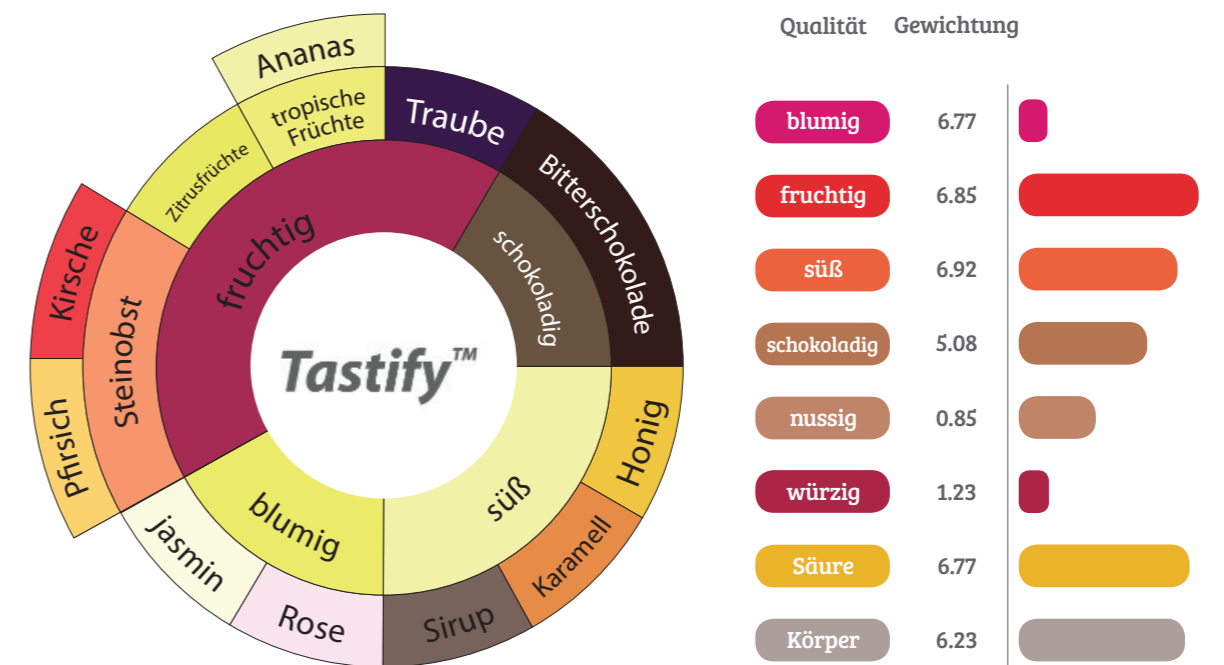 Ananas
tropische
Früchte
Traube
Bitterschokolade
Zitrusfrüchte
Kirsche
Steinobst
Pfirsich
fruchtig
schokoladig
Tastify™
Honig
süß
blumig
Karamell
jasmin
Rose
Sirup
Qualität Gewichtung
blumig 6.77
fruchtig 6.85
süß 6.92
schokoladig 5.08
nussig 0.85
würzig 1.23
Säure 6.77
Körper 6.23